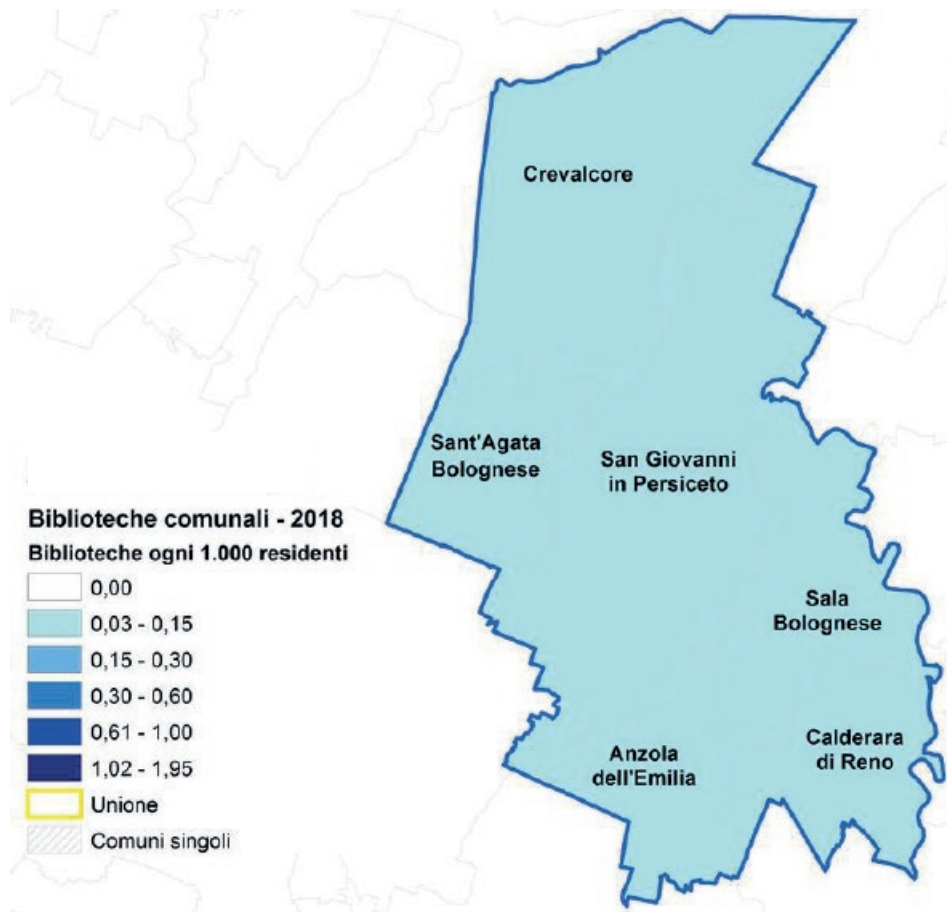 Crevalcore
Sant'Agata
Bolognese
San Giovanni
in Persiceto
Biblioteche comunali - 2018
Biblioteche ogni 1.000 residenti
0,00
0,03 - 0,15
0,15 - 0,30
0,30 - 0,60
0,61 - 1,00
1,02 - 1,95
Unione
Comuni singoli
Sala
Bolognese
Anzola
dell'Emilia
Calderara
di Reno